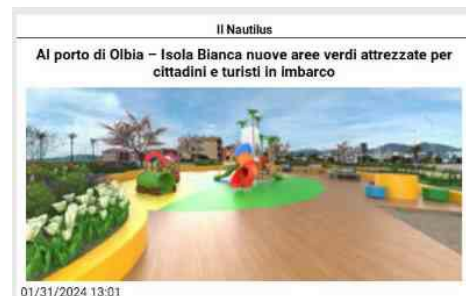 Il Nautilus
Al porto di Olbia – Isola Bianca nuove aree verdi attrezzate per
cittadini e turisti in imbarco
01/31/2024 13:01